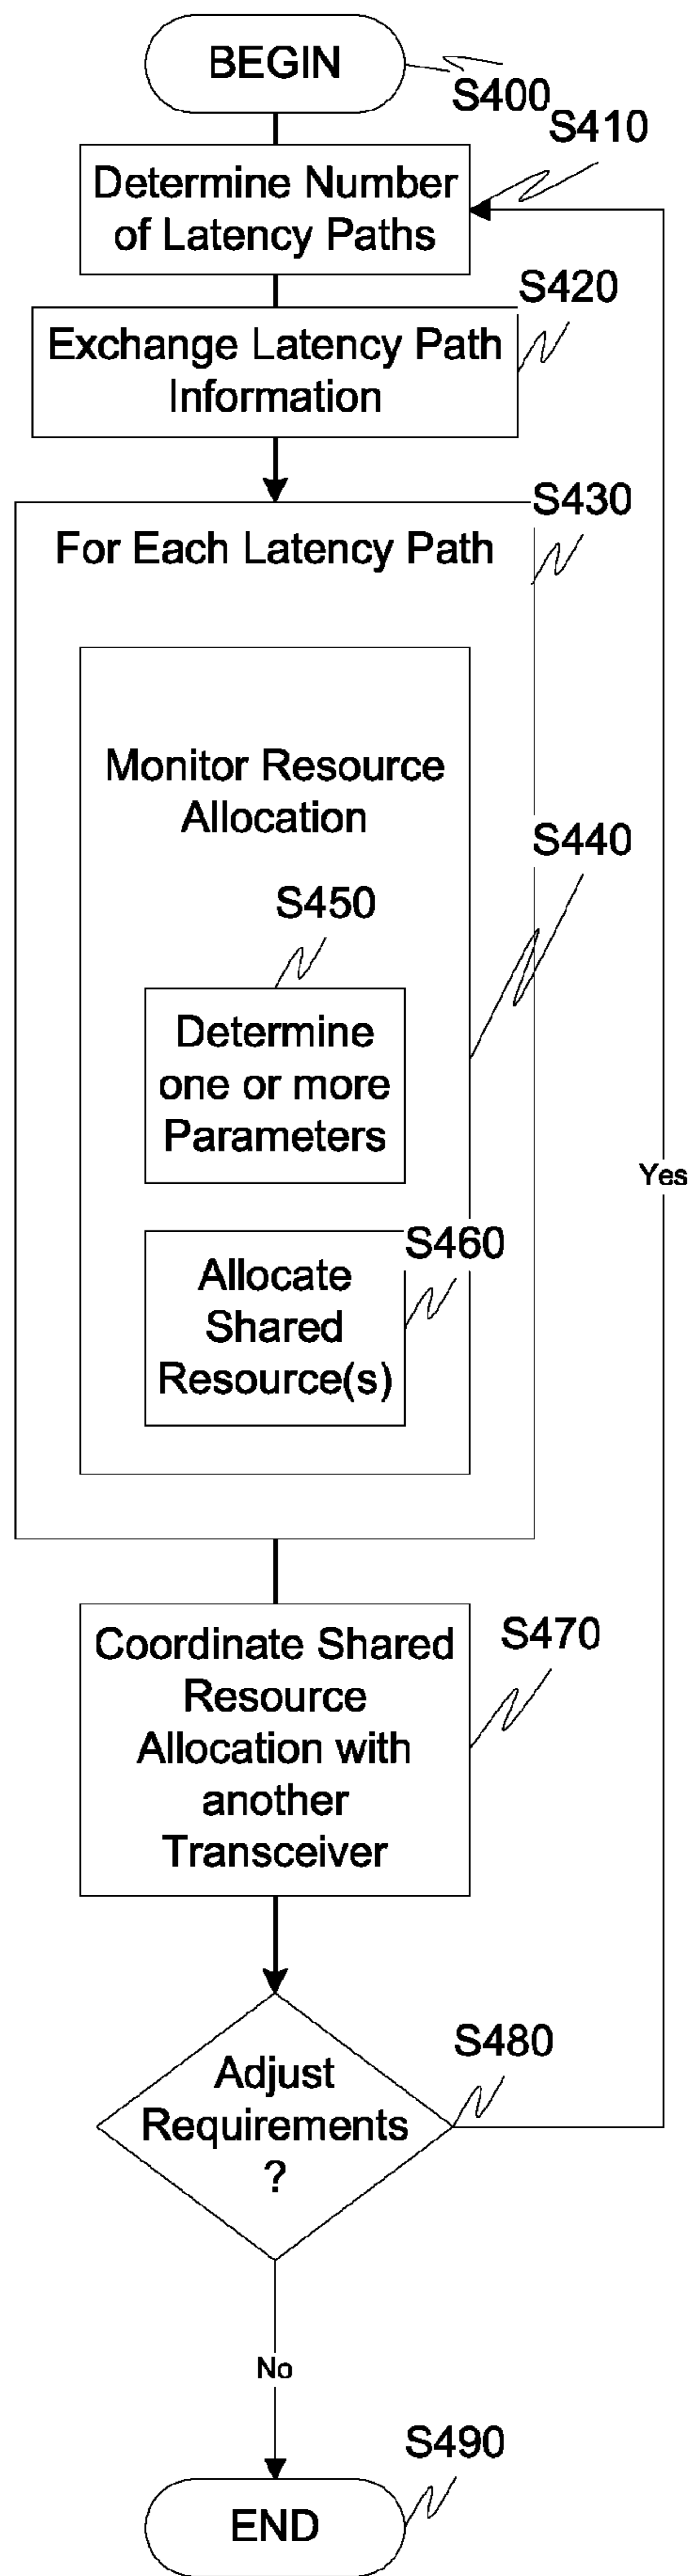 BEGIN
S400
S410
Determine Number
of Latency Paths
S420
Exchange Latency Path
Information
S430
For Each Latency Path
Monitor Resource
Allocation
S440
S450
Determine
one or more
Parameters
Yes
S460
Allocate
Shared
Resource(s)
Coordinate Shared
Resource
Allocation with
another
Transceiver
S470
S480
Adjust
Requirements
?
No
S490
END